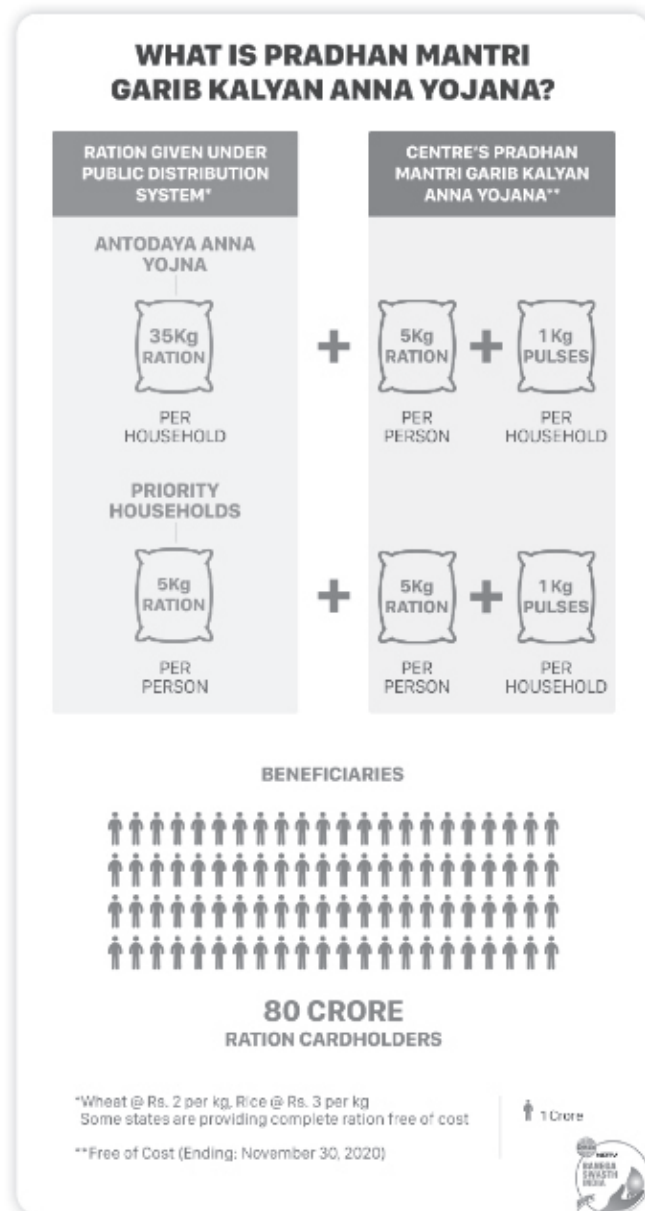 WHAT IS PRADHAN MANTRI
GARIB KALYAN ANNA YOJANA?
RATION GIVEN UNDER
PUBLIC DISTRIBUTION
SYSTEM*
CENTRE'S PRADHAN
MANTRI GARIB KALYAN
ANNA YOJANA**
ANTODAYA ANNA
YOJNA
35Kg
RATION
PER
HOUSEHOLD
+
5Kg
RATION
PER
PERSON
+
1 Kg
PULSES
PER
HOUSEHOLD
PRIORITY
HOUSEHOLDS
5Kg
RATION
PER
PERSON
+
5Kg
RATION
PER
PERSON
+
1 Kg
PULSES
PER
HOUSEHOLD
BENEFICIARIES
80 CRORE
RATION CARDHOLDERS
*Wheat @ Rs. 2 per kg, Rice @ Rs. 3 per kg
Some states are providing complete ration free of cost
**Free of Cost (Ending: November 30, 2020)
1 Crore
NDTV
BANEGA
SWASTH
INDIA